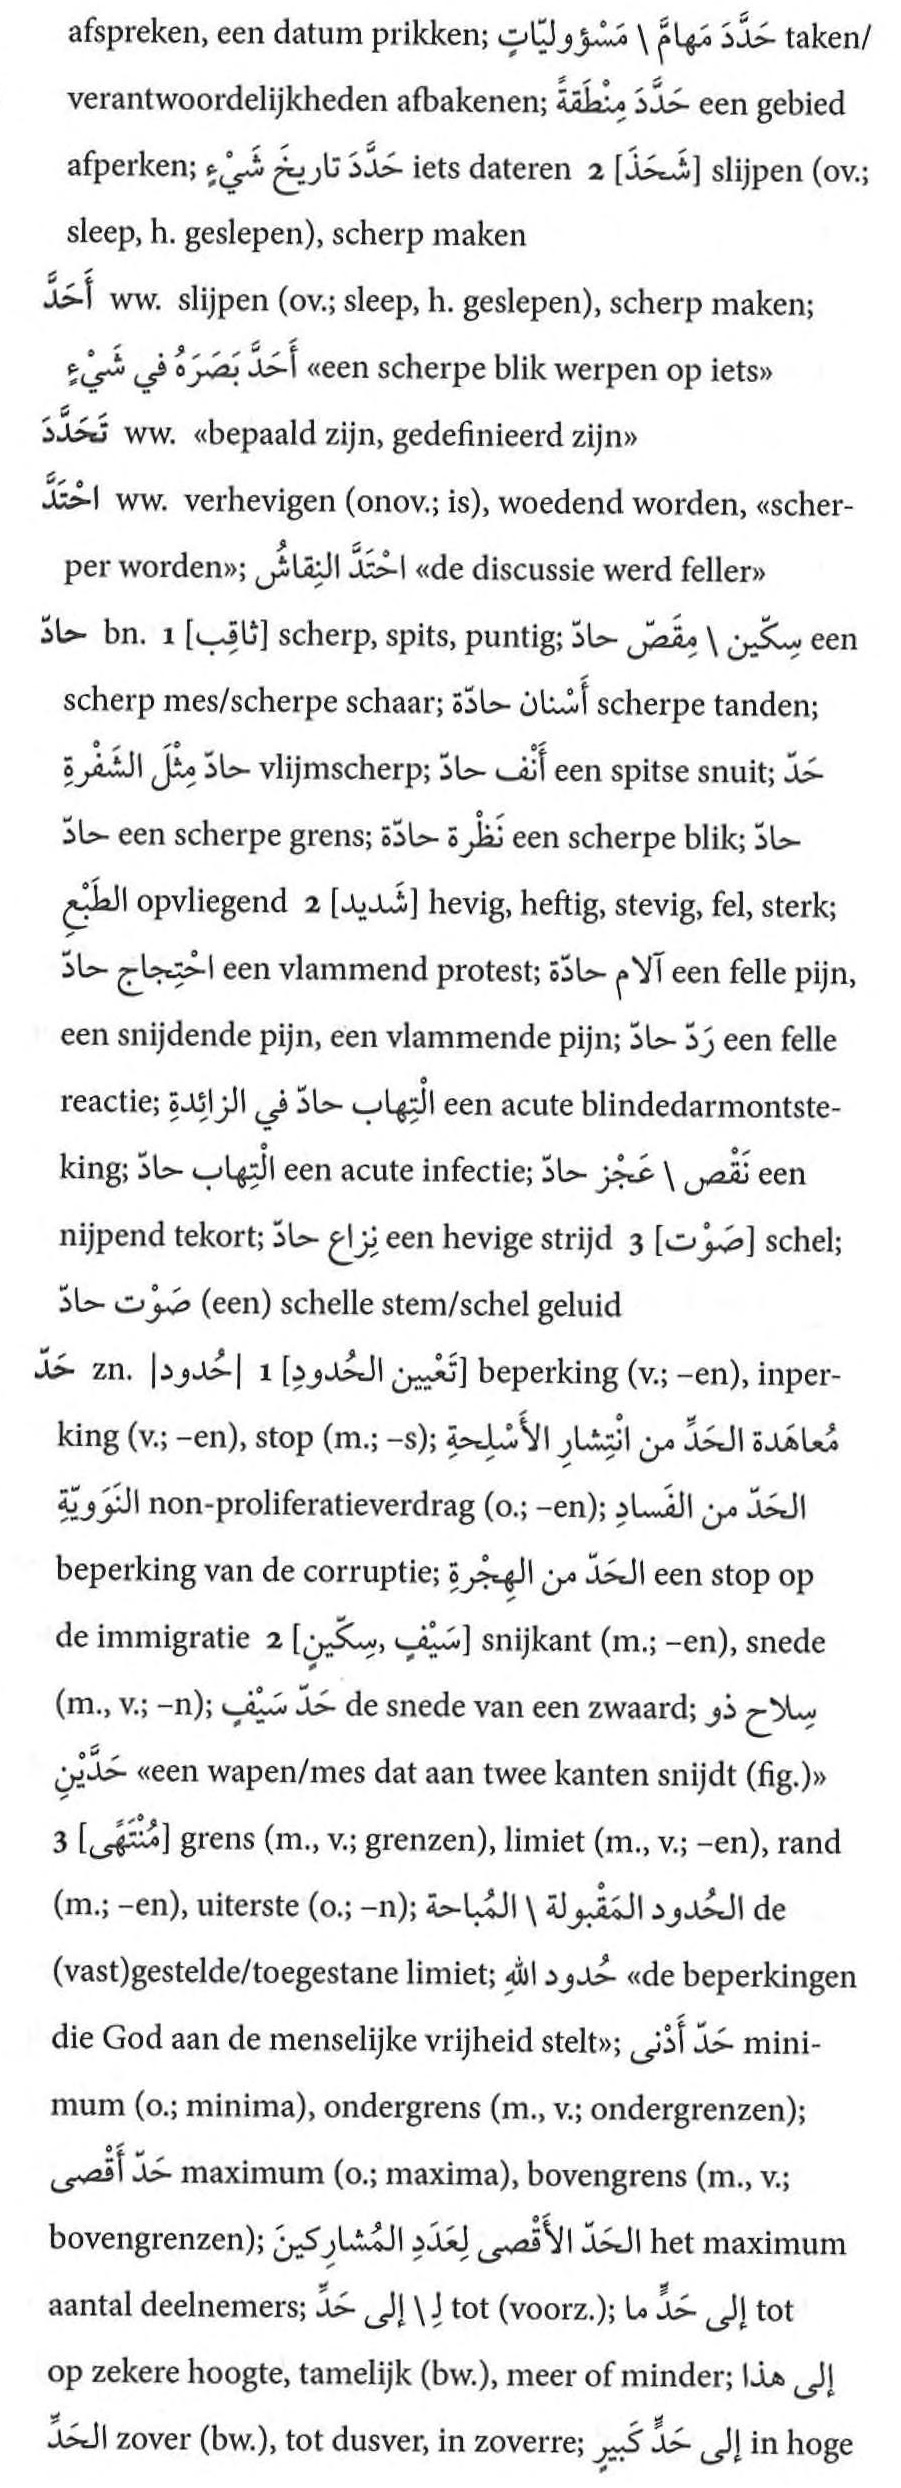 afspreken, een datum prikken; حَدَّدَ مَهامَّ \ مَسْؤوليّاتٍ taken/
verantwoordelijkheden afbakenen; حَدَّدَ مِنْطَقةً een gebied
afperken; حَدَّدَ تاريخَ شَيْءٍ iets dateren 2 [شَحَذَ] slijpen (ov.;
sleep, h. geslepen), scherp maken
أَحَدَّ ww. slijpen (ov.; sleep, h. geslepen), scherp maken;
أَحَدَّ بَصَرَهُ في شَيْءٍ «een scherpe blik werpen op iets»
تَحَدَّدَ ww. «bepaald zijn, gedefinieerd zijn»
احْتَدَّ ww. verhevigen (onov.; is), woedend worden, «scher-
per worden»; احْتَدَّ النِقاشُ «de discussie werd feller»
حادّ bn. 1 [ثاقِب] scherp, spits, puntig; سِكّين \ مِقَصّ حادّ een
scherp mes/scherpe schaar; أَسْنان حادّة scherpe tanden;
حادّ مِثْلَ الشَفْرةِ vlijmscherp; أَنْف حادّ een spitse snuit; حَدّ
حادّ een scherpe grens; نَظْرة حادّة een scherpe blik; حادّ
الطَبْعِ opvliegend 2 [شَديد] hevig, heftig, stevig, fel, sterk;
احْتِجاج حادّ een vlammend protest; آلام حادّة een felle pijn,
een snijdende pijn, een vlammende pijn; رَدّ حادّ een felle
reactie; الْتِهاب حادّ في الزائِدةِ een acute blindedarmontste-
king; الْتِهاب حادّ een acute infectie; نَقْص \ عَجْز حادّ een
nijpend tekort; نِزاع حادّ een hevige strijd 3 [صَوْت] schel;
صَوْت حادّ (een) schelle stem/schel geluid
حَدّ zn. |حُدود| 1 [تَعْيين الحُدودِ] beperking (v.; –en), inper-
king (v.; –en), stop (m.; –s); مُعاهَدة الحَدِّ من انْتِشارِ الأَسْلِحةِ
النَوَويّةِ non-proliferatieverdrag (o.; –en); الحَدّ من الفَسادِ
beperking van de corruptie; الحَدّ من الهِجْرةِ een stop op
de immigratie 2 [سَيْفٍ, سِكّينٍ] snijkant (m.; –en), snede
(m., v.; –n); حَدّ سَيْفٍ de snede van een zwaard; سِلاح ذو
حَدَّيْنِ «een wapen/mes dat aan twee kanten snijdt (fig.)»
3 [مُنْتَهًى] grens (m., v.; grenzen), limiet (m., v.; –en), rand
(m.; –en), uiterste (o.; –n); الحُدود المَقْبولة \ المُباحة de
(vast)gestelde/toegestane limiet; حُدود اللهِ «de beperkingen
die God aan de menselijke vrijheid stelt»; حَدّ أَدْنى mini-
mum (o.; minima), ondergrens (m., v.; ondergrenzen);
حَدّ أَقْصى maximum (o.; maxima), bovengrens (m., v.;
bovengrenzen); الحَدّ الأَقْصى لِعَدَدِ المُشارِكينَ het maximum
aantal deelnemers; لِ \ إلى حَدِّ tot (voorz.); إلى حَدٍّ ما tot
op zekere hoogte, tamelijk (bw.), meer of minder; إلى هذا
الحَدِّ zover (bw.), tot dusver, in zoverre; إلى حَدٍّ كَبيرٍ in hoge